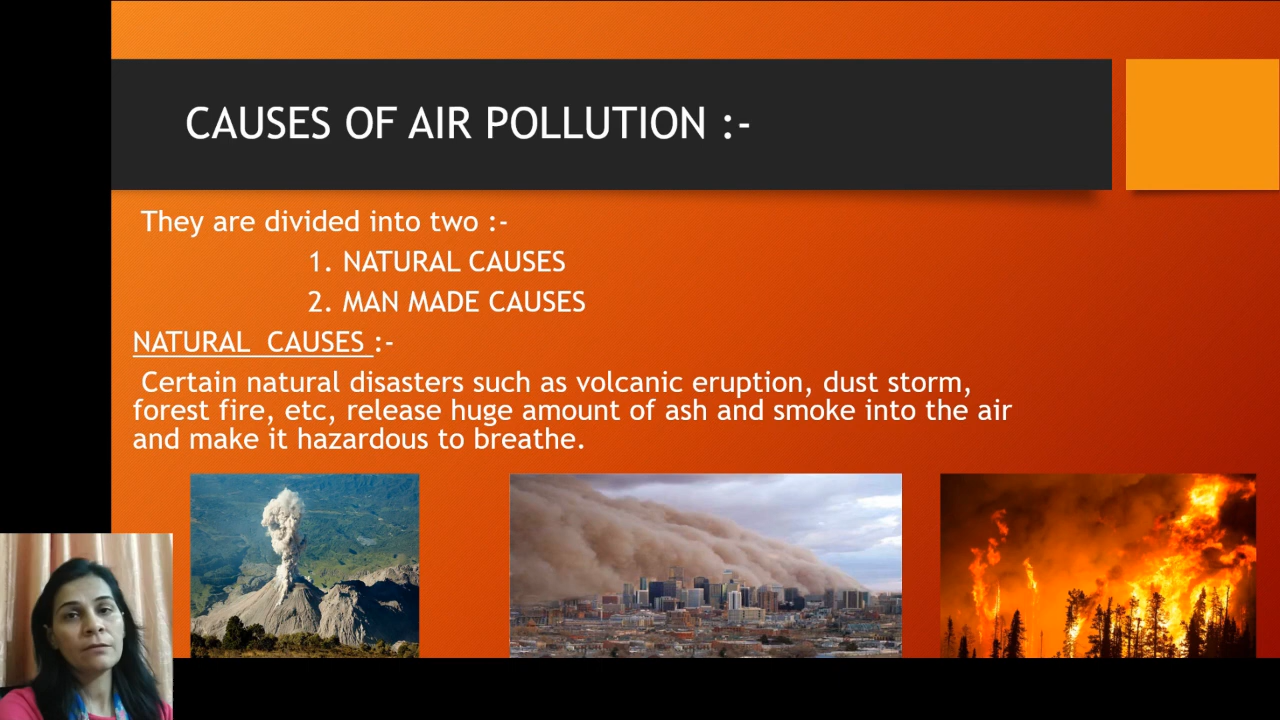 CAUSES OF AIR POLLUTION :-
They are divided into two :-
1. NATURAL CAUSES
2. MAN MADE CAUSES
NATURAL CAUSES :-
Certain natural disasters such as volcanic eruption, dust storm,
forest fire, etc, release huge amount of ash and smoke into the air
and make it hazardous to breathe.